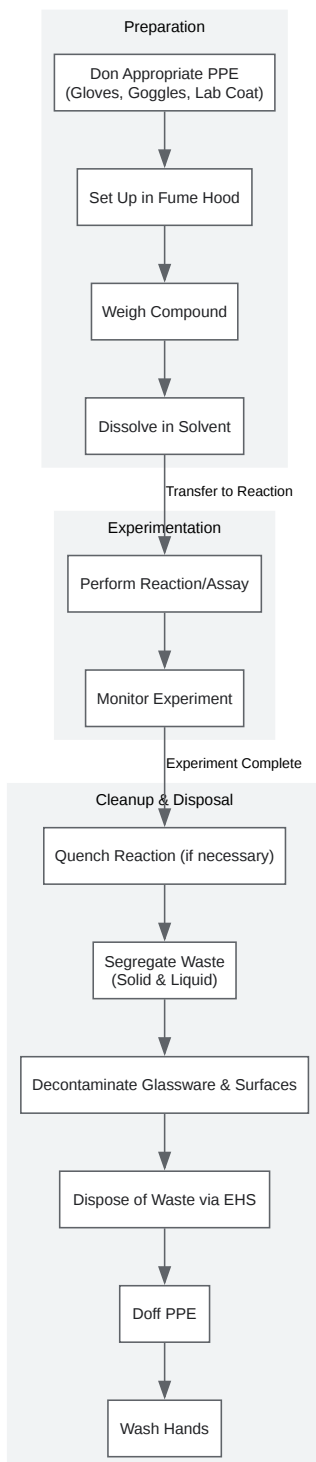 Preparation
Don Appropriate PPE
(Gloves, Goggles, Lab Coat)
Set Up in Fume Hood
Weigh Compound
Dissolve in Solvent
Transfer to Reaction
Experimentation
Perform Reaction/Assay
Monitor Experiment
Experiment Complete
Cleanup & Disposal
Quench Reaction (if necessary)
Segregate Waste
(Solid & Liquid)
Decontaminate Glassware & Surfaces
Dispose of Waste via EHS
Doff PPE
Wash Hands